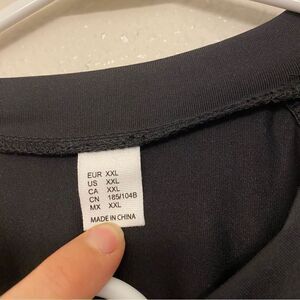 EUR XXL
US XXL
CA XXL
CN 185/104B
MX XXL
MADE IN CHINA